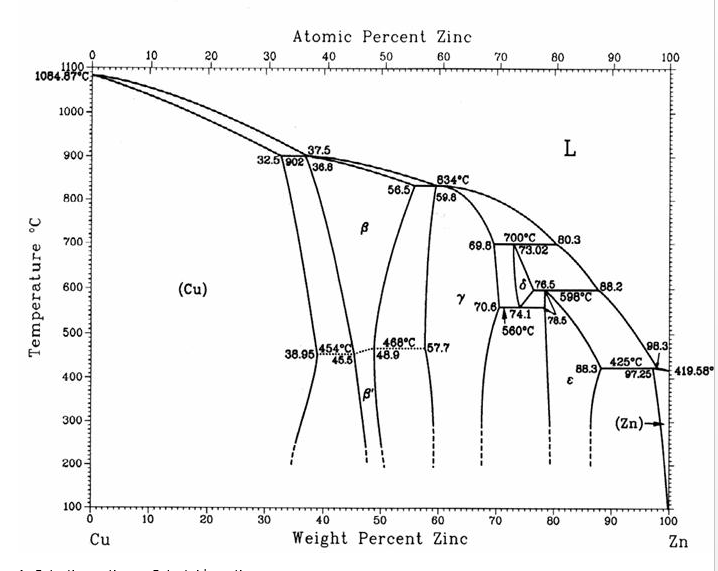 Atomic Percent Zinc
0 10 20 30 40 50 60 70 80 90 100
1100
1084.87°C
1000
900
800
700
600
500
400
300
200
100
Temperature °C
L
37.5
32.5 902 36.8
834°C
56.5 59.8
β
700°C
69.8 73.02 80.3
(Cu)
γ
δ 76.5 88.2
598°C
70.6 74.1 78.5
560°C
454°C 468°C
38.95 45.5 48.9 57.7
98.3
425°C
88.3 97.25 419.58°
β'
ε
(Zn)
0 10 20 30 40 50 60 70 80 90 100
Cu Weight Percent Zinc Zn